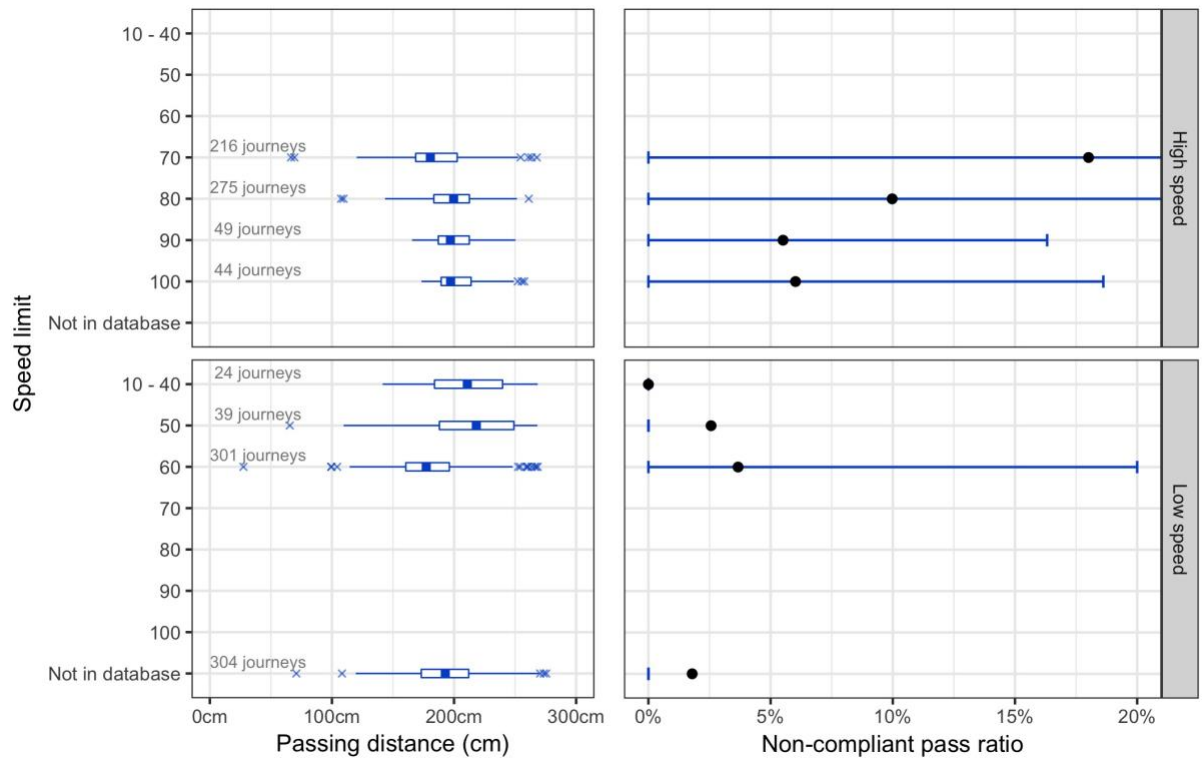 10 - 40
50
60
216 journeys
70
275 journeys
80
49 journeys
90
44 journeys
100
Not in database
High speed
Speed limit
24 journeys
10 - 40
39 journeys
50
301 journeys
60
70
80
90
100
304 journeys
Not in database
Low speed
0cm 100cm 200cm 300cm
0% 5% 10% 15% 20%
Passing distance (cm)
Non-compliant pass ratio